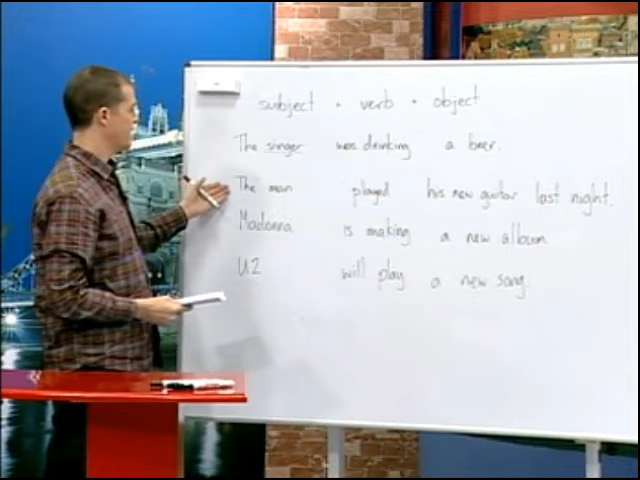 subject + verb + object
The singer was drinking a beer.
The man played his new guitar last night.
Madonna is making a new album
U2 will play a new song.